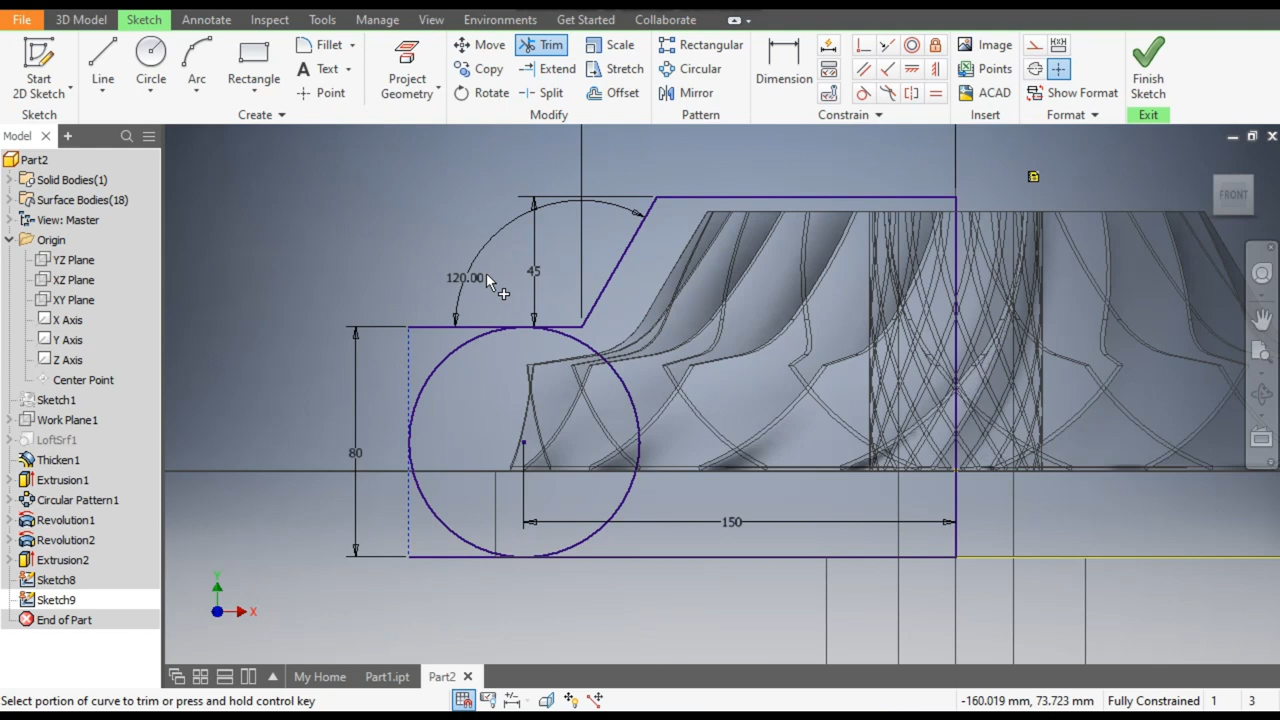 File 3D Model Sketch Annotate Inspect Tools Manage View Environments Get Started Collaborate
Start 2D Sketch Line Circle Arc Rectangle Fillet Text Point Project Geometry Move Copy Rotate Trim Extend Split Scale Stretch Offset Rectangular Circular Mirror Dimension Image Points ACAD Show Format Finish Sketch
Sketch Create Modify Pattern Constrain Insert Format Exit
Model
Part2
Solid Bodies(1)
Surface Bodies(18)
View: Master
Origin
YZ Plane
XZ Plane
XY Plane
X Axis
Y Axis
Z Axis
Center Point
Sketch1
Work Plane1
LoftSrf1
Thicken1
Extrusion1
Circular Pattern1
Revolution1
Revolution2
Extrusion2
Sketch8
Sketch9
End of Part
FRONT
120.00
45
80
150
Y
X
My Home Part1.ipt Part2
Select portion of curve to trim or press and hold control key -160.019 mm, 73.723 mm Fully Constrained 1 3